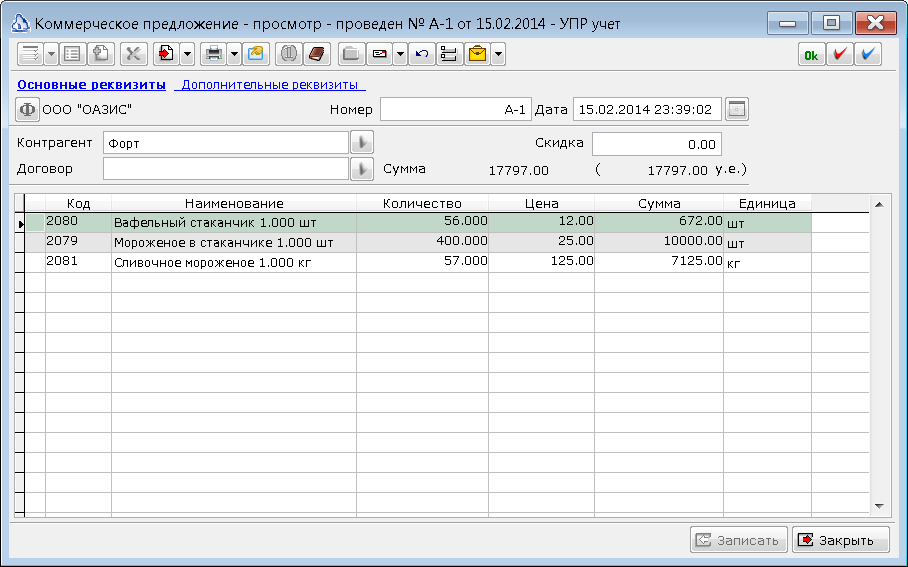 Коммерческое предложение - просмотр - проведен № А-1 от 15.02.2014 - УПР учет
Ok
Основные реквизиты Дополнительные реквизиты
Ф ООО "ОАЗИС" Номер А-1 Дата 15.02.2014 23:39:02
Контрагент Форт Скидка 0.00
Договор Сумма 17797.00 ( 17797.00 у.е.)
Код Наименование Количество Цена Сумма Единица
2080 Вафельный стаканчик 1.000 шт 56.000 12.00 672.00 шт
2079 Мороженое в стаканчике 1.000 шт 400.000 25.00 10000.00 шт
2081 Сливочное мороженое 1.000 кг 57.000 125.00 7125.00 кг
Записать Закрыть